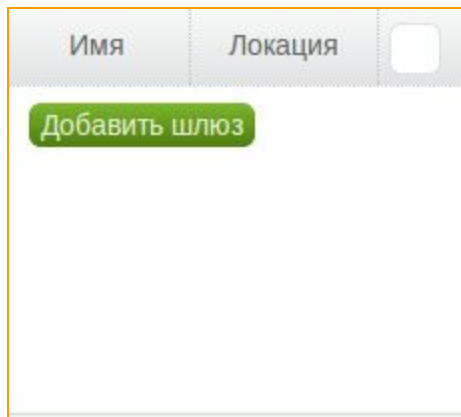 Имя Локация
Добавить шлюз